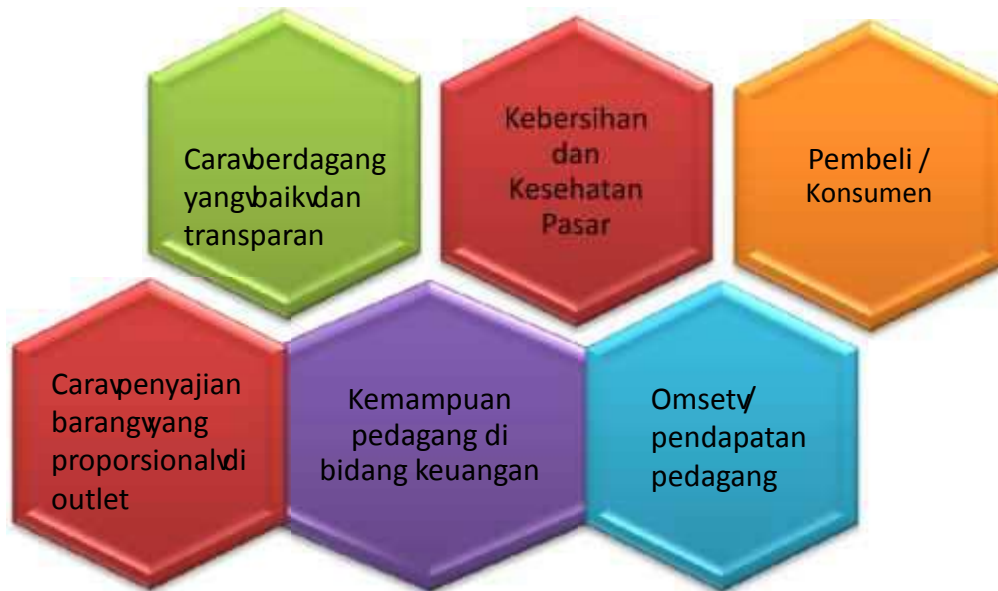 Caravberdagang
yangvbaikvdan
transparan
Kebersihan
dan
Kesehatan
Pasar
Pembeli /
Konsumen
Caravpenyajian
barangvyang
proporsionalvdi
outlet
Kemampuan
pedagang di
bidang keuangan
Omsetv/
pendapatan
pedagang